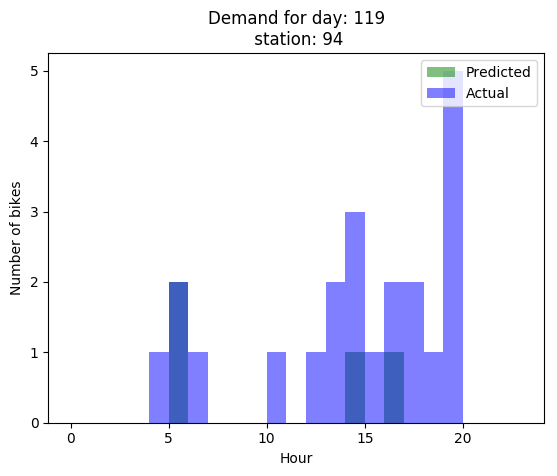 Demand for day: 119
station: 94
Predicted
Actual
Number of bikes
5
4
3
2
1
0
0
5
10
15
20
Hour